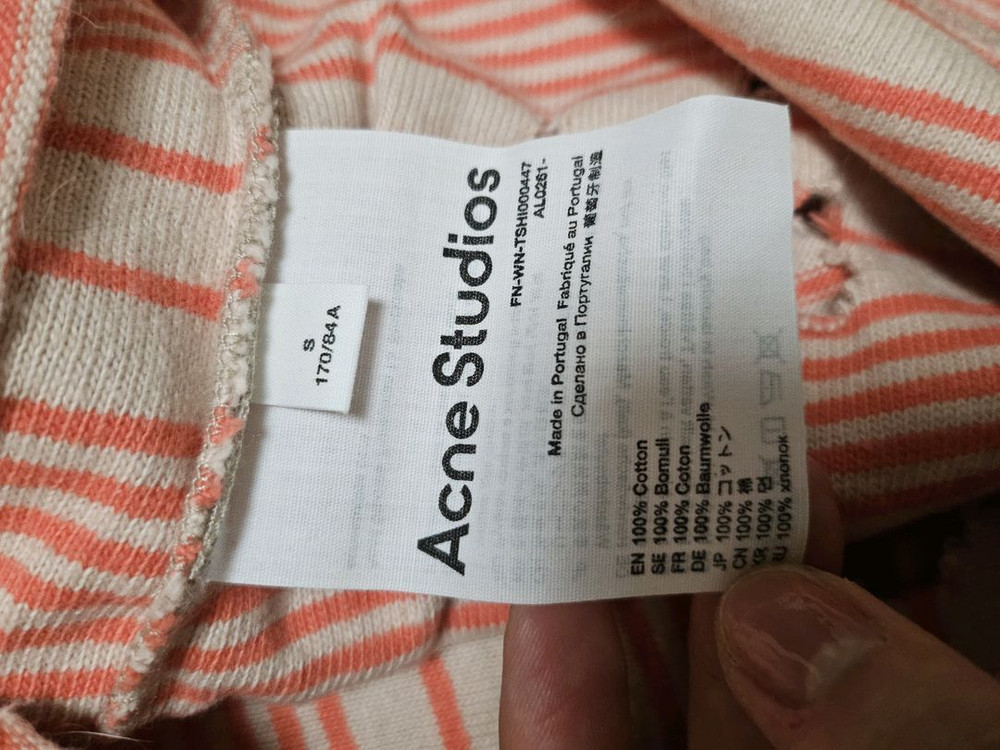 S
170/84A
Acne Studios
FN-WN-TSHI000447
AL0261-
Made in Portugal Fabriqué au Portugal
Сделано в Португалии 葡萄牙制造
EN 100% Cotton
SE 100% Bomull
FR 100% Coton
DE 100% Baumwolle
JP 100% コットン
CN 100% 棉
KR 100% 면
RU 100% хлопок